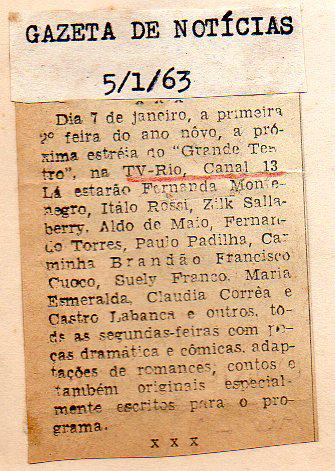 GAZETA DE NOTÍCIAS
5/1/63
x x x
Dia 7 de janeiro, a primeira
2ª feira do ano nôvo, a pró-
xima estréia do "Grande Tea-
tro", na TV-Rio, Canal 13
Lá estarão Fernanda Monte-
negro, Italo Rossi, Zilk Salla-
berry, Aldo de Maio, Fernan-
do Torres, Paulo Padilha, Car-
minha Brandão Francisco
Cuoco, Suely Franco, Maria
Esmeralda, Claudia Corrêa e
Castro Labanca e outros, tô-
das as segundas-feiras com pe-
ças dramática e cômicas, adap-
tações de romances, contos e
também originais especial-
mente escritos para o pro-
grama.
x x x